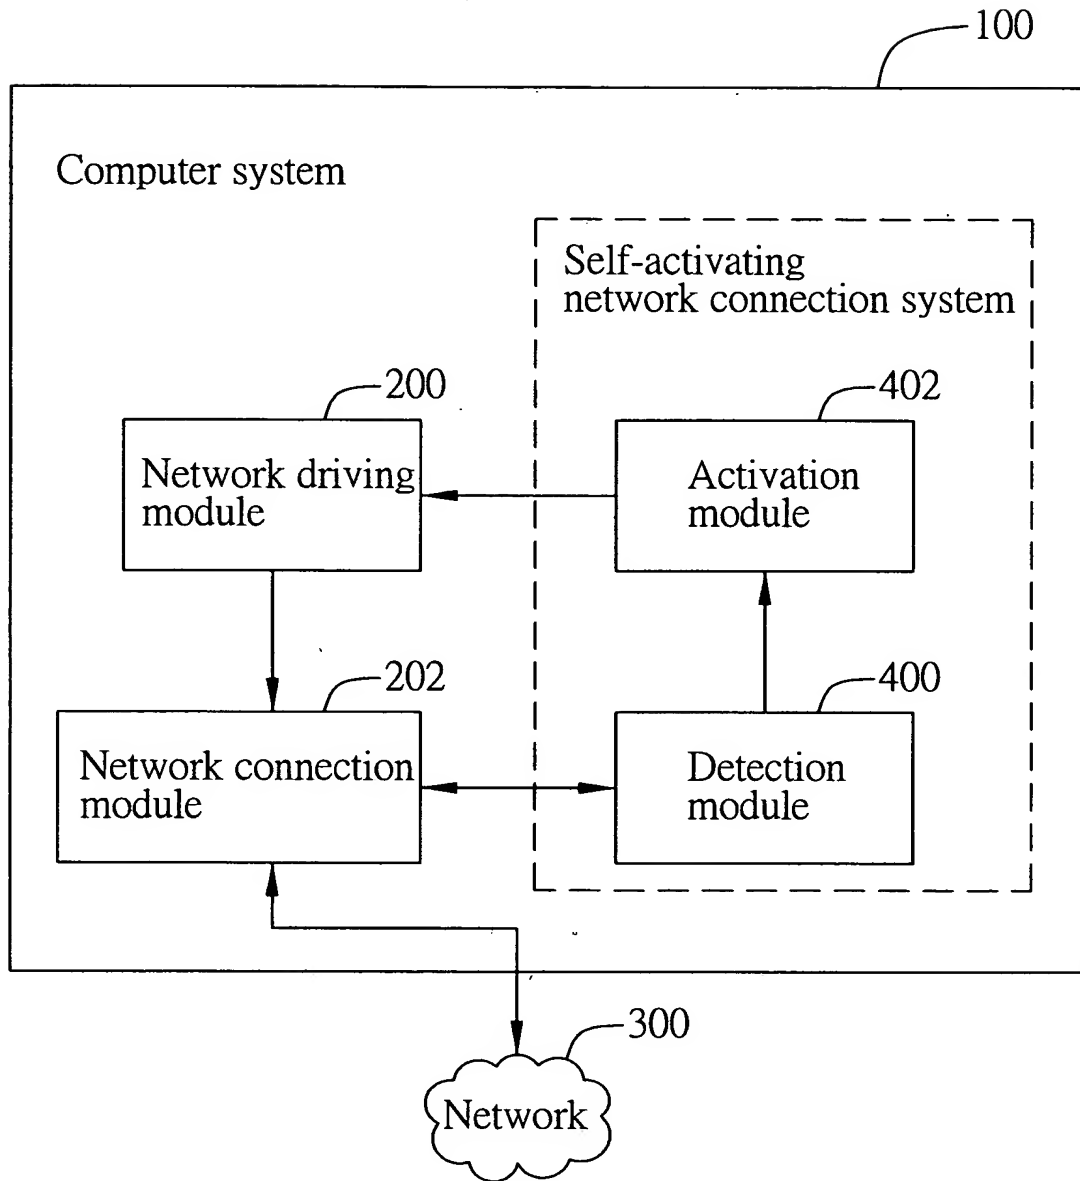 100
Computer system
Self-activating
network connection system
200
402
Network driving
module
Activation
module
202
400
Network connection
module
Detection
module
300
Network